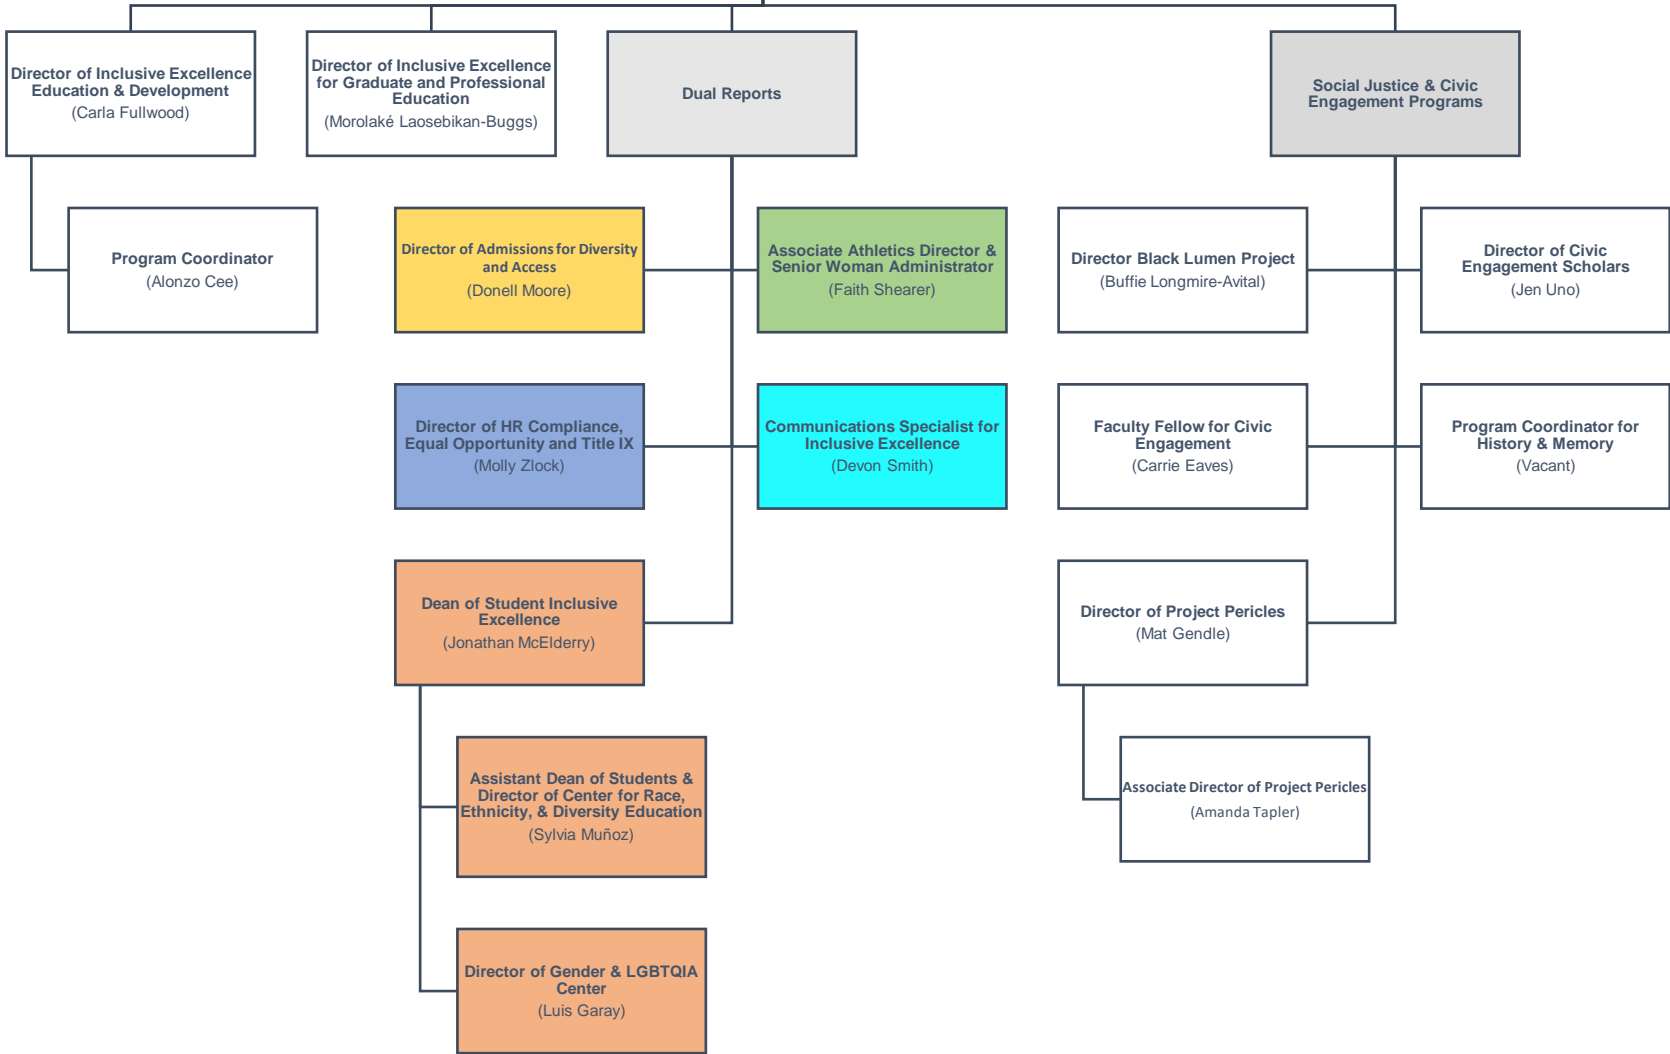 Director of Inclusive Excellence
Education & Development
(Carla Fullwood)
Director of Inclusive Excellence
for Graduate and Professional
Education
(Morolaké Laosebikan-Buggs)
Dual Reports
Social Justice & Civic
Engagement Programs
Program Coordinator
(Alonzo Cee)
Director of Admissions for Diversity
and Access
(Donell Moore)
Associate Athletics Director &
Senior Woman Administrator
(Faith Shearer)
Director Black Lumen Project
(Buffie Longmire-Avital)
Director of Civic
Engagement Scholars
(Jen Uno)
Director of HR Compliance,
Equal Opportunity and Title IX
(Molly Zlock)
Communications Specialist for
Inclusive Excellence
(Devon Smith)
Faculty Fellow for Civic
Engagement
(Carrie Eaves)
Program Coordinator for
History & Memory
(Vacant)
Dean of Student Inclusive
Excellence
(Jonathan McElderry)
Director of Project Pericles
(Mat Gendle)
Assistant Dean of Students &
Director of Center for Race,
Ethnicity, & Diversity Education
(Sylvia Muñoz)
Associate Director of Project Pericles
(Amanda Tapler)
Director of Gender & LGBTQIA
Center
(Luis Garay)